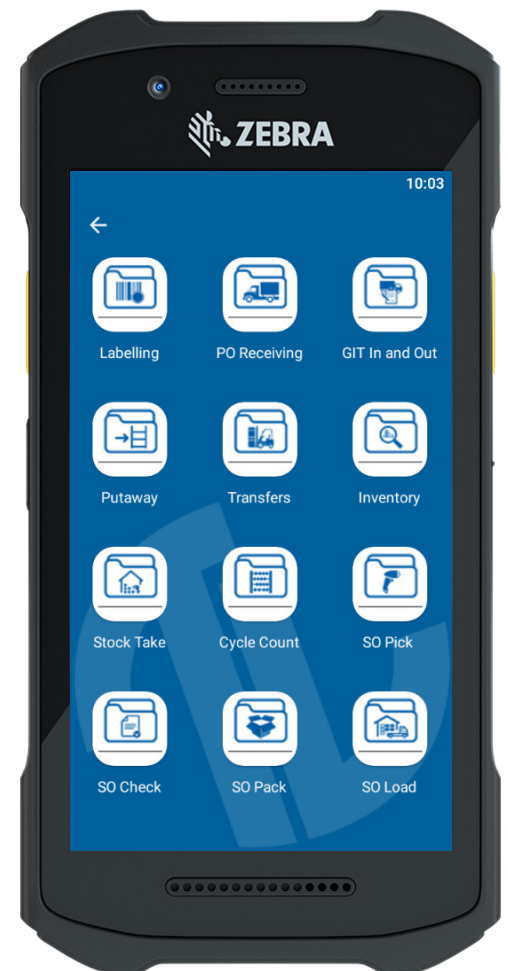 ZEBRA
10:03
Labelling
PO Receiving
GIT In and Out
Putaway
Transfers
Inventory
Stock Take
Cycle Count
SO Pick
SO Check
SO Pack
SO Load